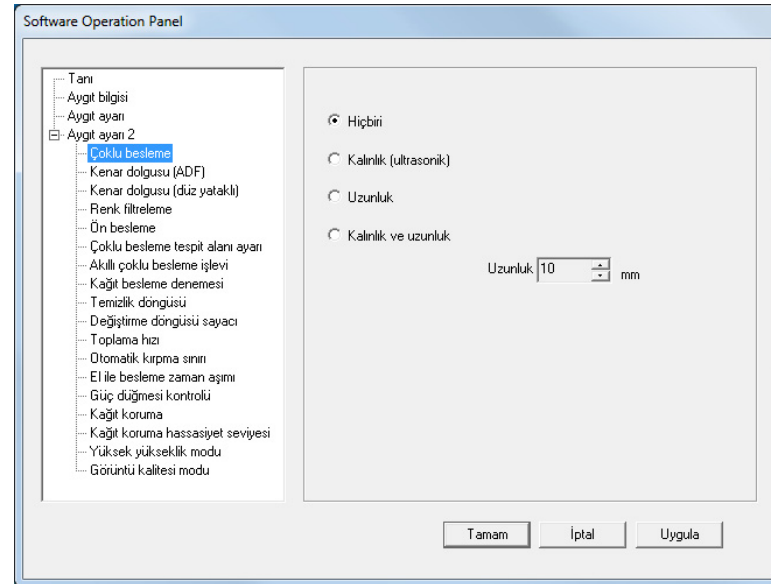 Software Operation Panel
Tanı
Aygıt bilgisi
Aygıt ayarı
Aygıt ayarı 2
Çoklu besleme
Kenar dolgusu (ADF)
Kenar dolgusu (düz yataklı)
Renk filtreleme
Ön besleme
Çoklu besleme tespit alanı ayarı
Akıllı çoklu besleme işlevi
Kağıt besleme denemesi
Temizlik döngüsü
Değiştirme döngüsü sayacı
Toplama hızı
Otomatik kırpma sınırı
El ile besleme zaman aşımı
Güç düğmesi kontrolü
Kağıt koruma
Kağıt koruma hassasiyet seviyesi
Yüksek yükseklik modu
Görüntü kalitesi modu
Hiçbiri
Kalınlık (ultrasonik)
Uzunluk
Kalınlık ve uzunluk
Uzunluk 10 mm
Tamam İptal Uygula